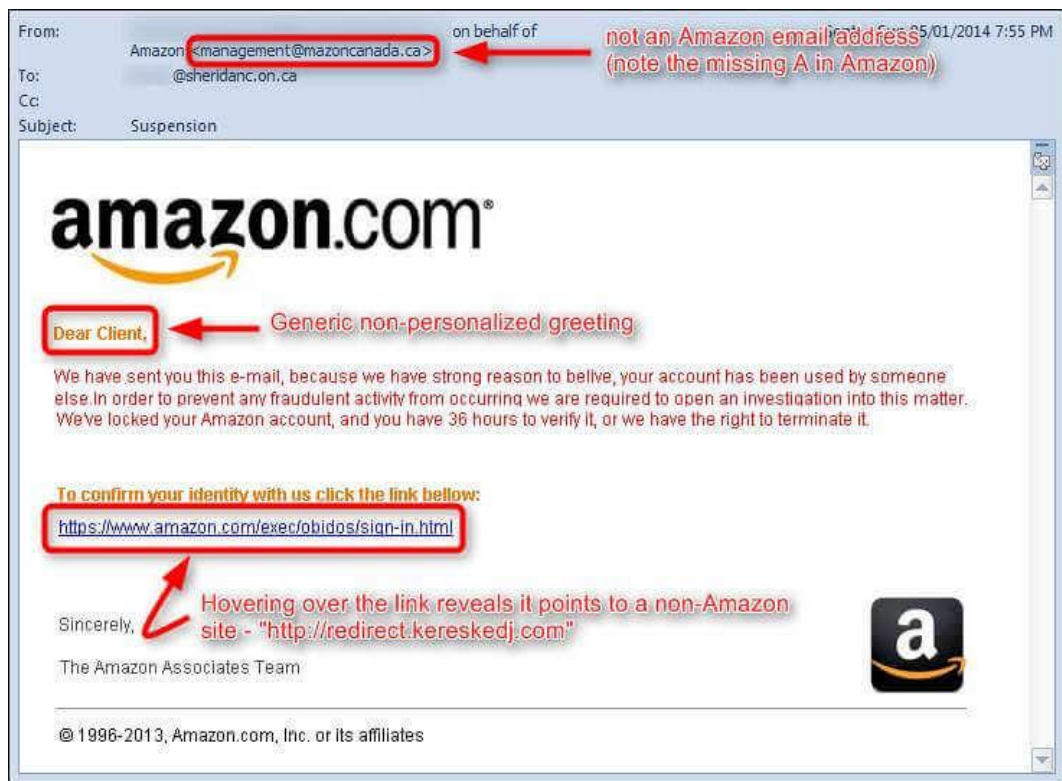 From: on behalf of
Amazon <management@mazoncanada.ca>
not an Amazon email address
(note the missing A in Amazon)
05/01/2014 7:55 PM
To: @sheridanc.on.ca
Cc:
Subject: Suspension
amazon.com®
Dear Client,
Generic non-personalized greeting
We have sent you this e-mail, because we have strong reason to belive, your account has been used by someone
else.In order to prevent any fraudulent activity from occurring we are required to open an investigation into this matter.
We've locked your Amazon account, and you have 36 hours to verify it, or we have the right to terminate it.
To confirm your identity with us click the link bellow:
https://www.amazon.com/exec/obidos/sign-in.html
Hovering over the link reveals it points to a non-Amazon
site - "http://redirect.kereskedj.com"
Sincerely,
The Amazon Associates Team
a
© 1996-2013, Amazon.com, Inc. or its affiliates